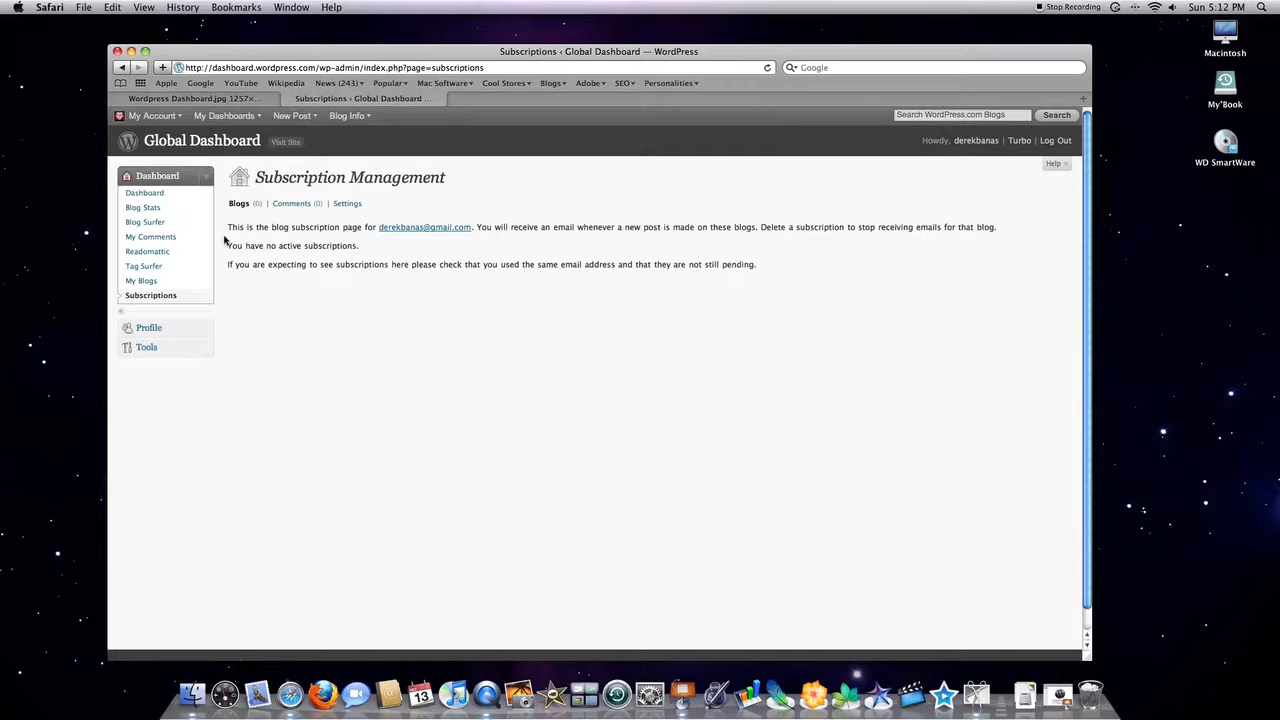 Safari File Edit View History Bookmarks Window Help
Stop Recording Sun 5:12 PM
Subscriptions ‹ Global Dashboard — WordPress
http://dashboard.wordpress.com/wp-admin/index.php?page=subscriptions
Google
Apple Google YouTube Wikipedia News (243) Popular Mac Software Cool Stores Blogs Adobe SEO Personalities
Wordpress Dashboard.jpg 1257×...
Subscriptions ‹ Global Dashboard ...
My Account My Dashboards New Post Blog Info
Search WordPress.com Blogs Search
Global Dashboard Visit Site
Howdy, derekbanas | Turbo | Log Out
Help
Dashboard
Dashboard
Blog Stats
Blog Surfer
My Comments
Readomattic
Tag Surfer
My Blogs
Subscriptions
Profile
Tools
Subscription Management
Blogs (0) | Comments (0) | Settings
This is the blog subscription page for derekbanas@gmail.com. You will receive an email whenever a new post is made on these blogs. Delete a subscription to stop receiving emails for that blog.
You have no active subscriptions.
If you are expecting to see subscriptions here please check that you used the same email address and that they are not still pending.
Macintosh
My Book
WD SmartWare
13